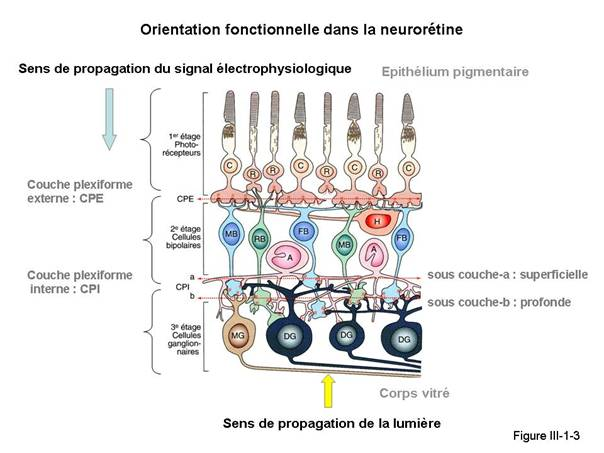 Orientation fonctionnelle dans la neurorétine
Sens de propagation du signal électrophysiologique
Epithélium pigmentaire
1er étage
Photo-
récepteurs
C R R C R C R C
Couche plexiforme
externe : CPE
CPE
2e étage
Cellules
bipolaires
MB RB FB MB H FB
A A
Couche plexiforme
interne : CPI
a
CPI
b
sous couche-a : superficielle
sous couche-b : profonde
3e étage
Cellules
ganglion-
naires
MG DG DG DG
Corps vitré
Sens de propagation de la lumière
Figure III-1-3